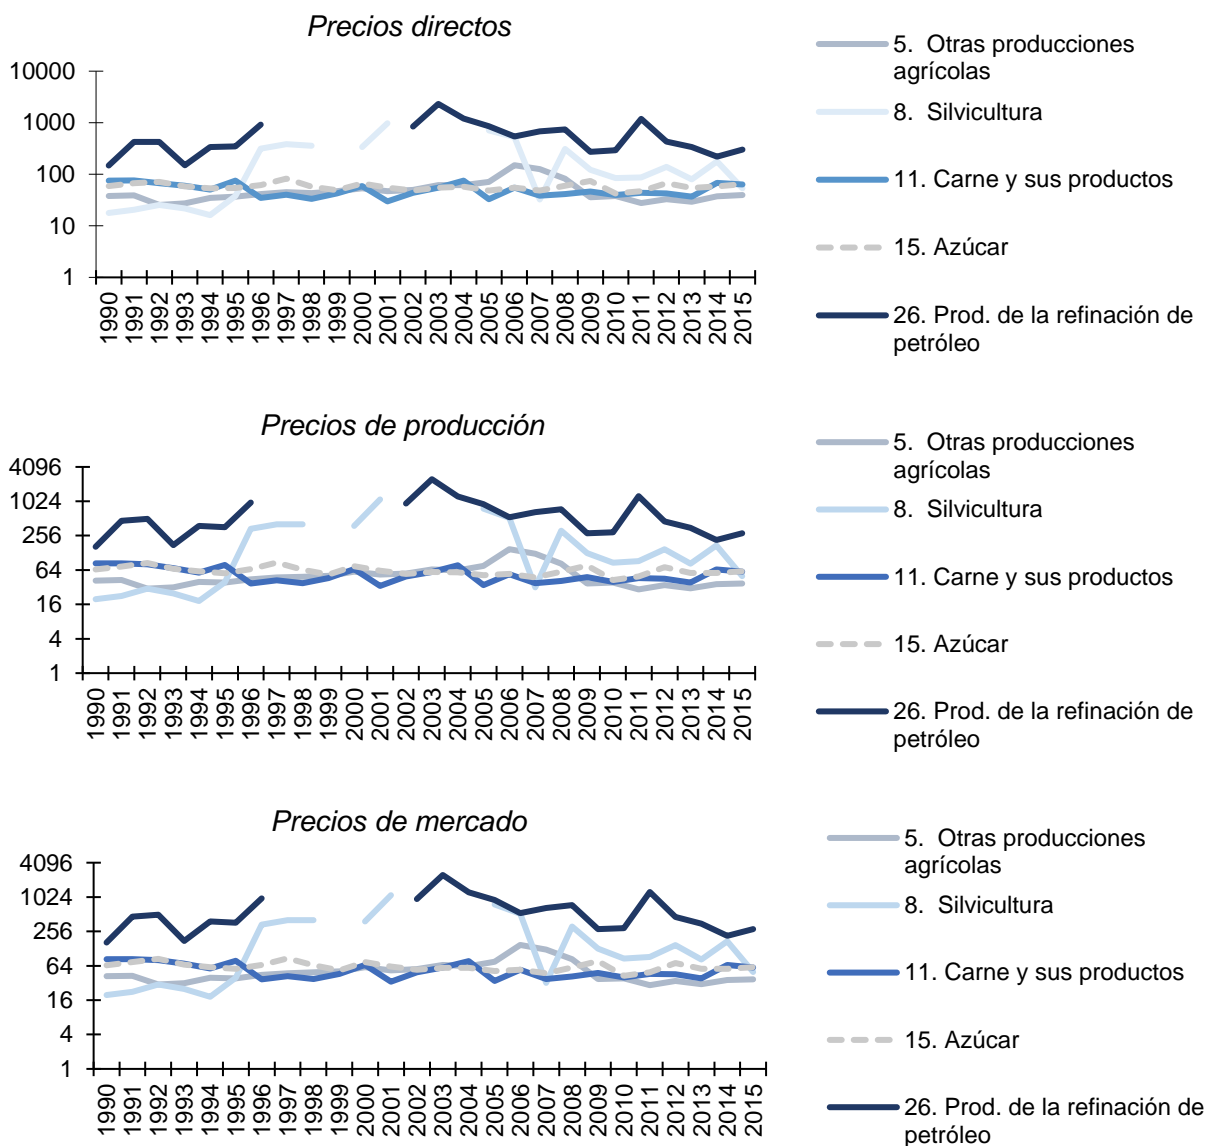 Precios directos
10000
1000
100
10
1
1990 1991 1992 1993 1994 1995 1996 1997 1998 1999 2000 2001 2002 2003 2004 2005 2006 2007 2008 2009 2010 2011 2012 2013 2014 2015
5. Otras producciones
agrícolas
8. Silvicultura
11. Carne y sus productos
15. Azúcar
26. Prod. de la refinación de
petróleo
Precios de producción
4096
1024
256
64
16
4
1
1990 1991 1992 1993 1994 1995 1996 1997 1998 1999 2000 2001 2002 2003 2004 2005 2006 2007 2008 2009 2010 2011 2012 2013 2014 2015
5. Otras producciones
agrícolas
8. Silvicultura
11. Carne y sus productos
15. Azúcar
26. Prod. de la refinación de
petróleo
Precios de mercado
4096
1024
256
64
16
4
1
1990 1991 1992 1993 1994 1995 1996 1997 1998 1999 2000 2001 2002 2003 2004 2005 2006 2007 2008 2009 2010 2011 2012 2013 2014 2015
5. Otras producciones
agrícolas
8. Silvicultura
11. Carne y sus productos
15. Azúcar
26. Prod. de la refinación de
petróleo